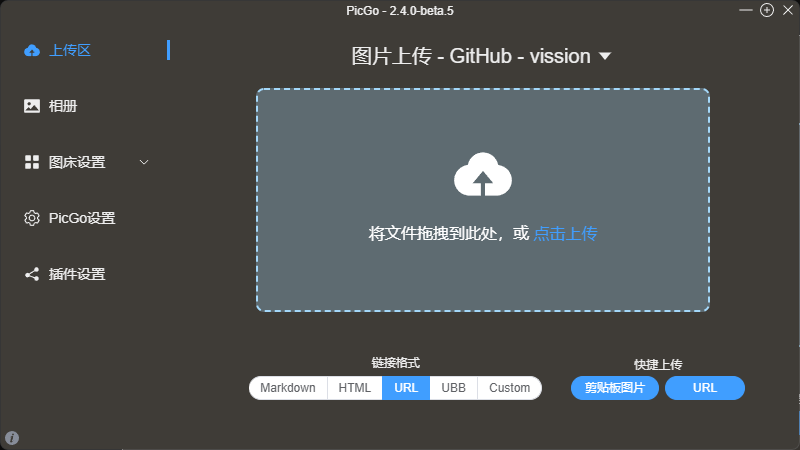 PicGo - 2.4.0-beta.5
上传区
相册
图床设置
PicGo设置
插件设置
图片上传 - GitHub - vission
将文件拖拽到此处，或 点击上传
链接格式
Markdown HTML URL UBB Custom
快捷上传
剪贴板图片 URL